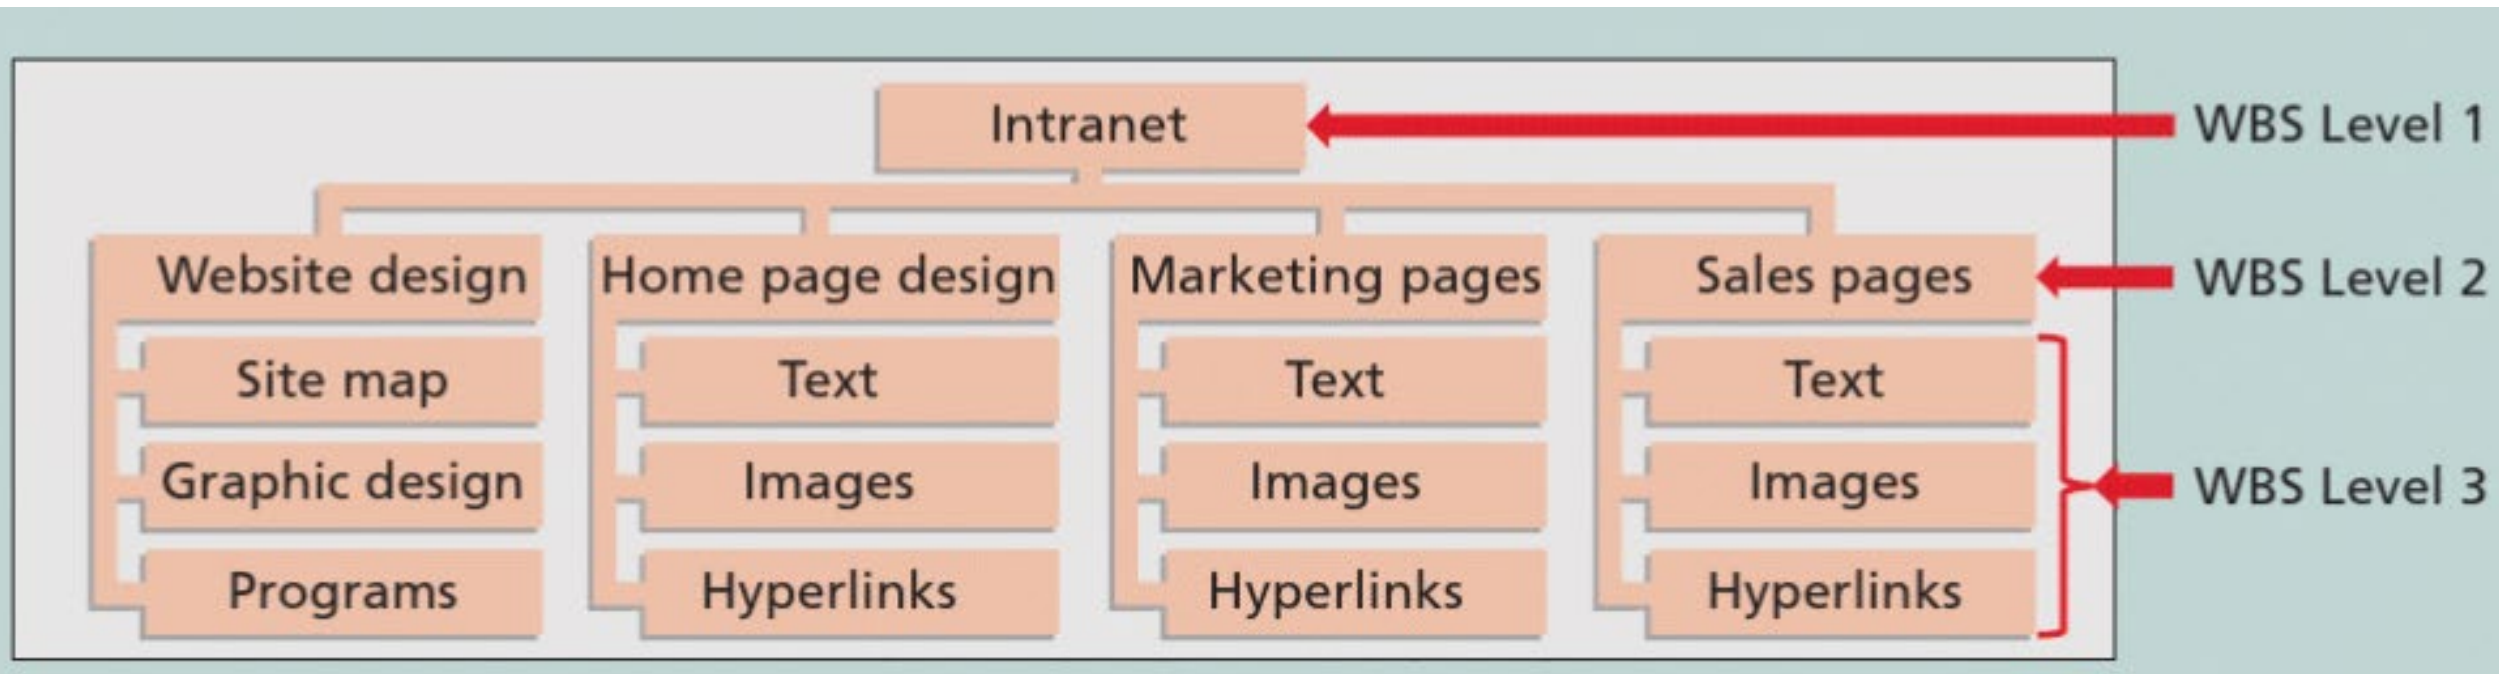 Intranet
WBS Level 1
Website design
Home page design
Marketing pages
Sales pages
WBS Level 2
Site map
Text
Text
Text
Graphic design
Images
Images
Images
WBS Level 3
Programs
Hyperlinks
Hyperlinks
Hyperlinks